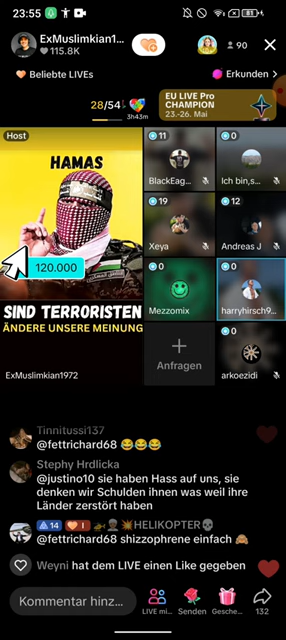 23:55
81
ExMuslimkian1...
115.8K
90
Beliebte LIVEs
Erkunden >
28/54
3h43m
EU LIVE Pro
CHAMPION
23.-26. Mai
Host
HAMAS
120.000
SIND TERRORISTEN
ÄNDERE UNSERE MEINUNG
ExMuslimkian1972
11
BlackEag...
0
Ich bin,s...
19
Xeya
12
Andreas J
0
Mezzomix
0
harryhirsch9...
Anfragen
0
arkoezidi
Tinnitussi137
@fettrichard68 😂😂😂
Stephy Hrdlicka
@justino10 sie haben Hass auf uns, sie
denken wir Schulden ihnen was weil ihre
Länder zerstört haben
14
I
HELIKOPTER
@fettrichard68 shizzophrene einfach 🙈
Weyni hat dem LIVE einen Like gegeben
Kommentar hinz...
LIVE mi...
Senden
Gesche...
132